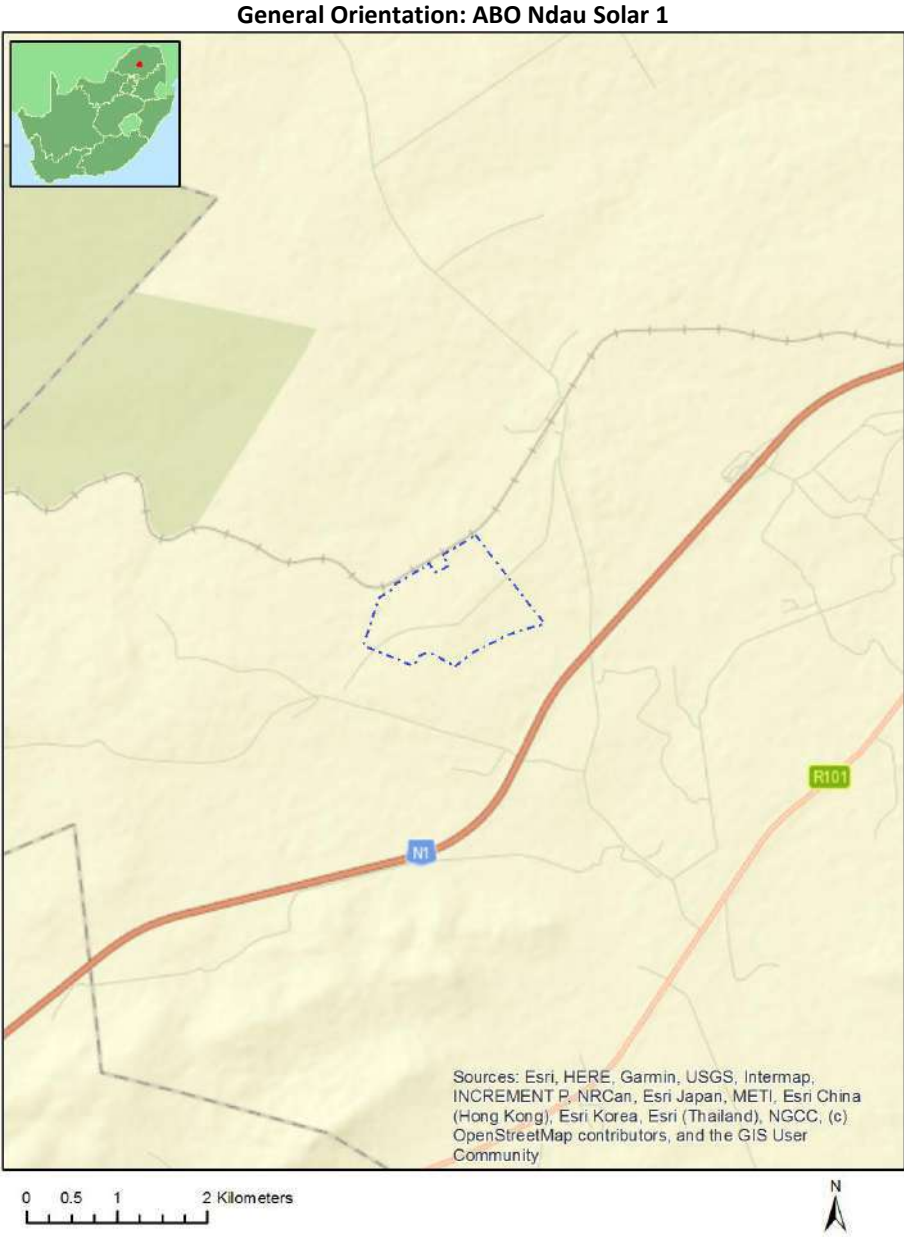 General Orientation: ABO Ndau Solar 1
R101
N1
Sources: Esri, HERE, Garmin, USGS, Intermap,
INCREMENT P, NRCan, Esri Japan, METI, Esri China
(Hong Kong), Esri Korea, Esri (Thailand), NGCC, (c)
OpenStreetMap contributors, and the GIS User
Community
0 0.5 1 2 Kilometers
N